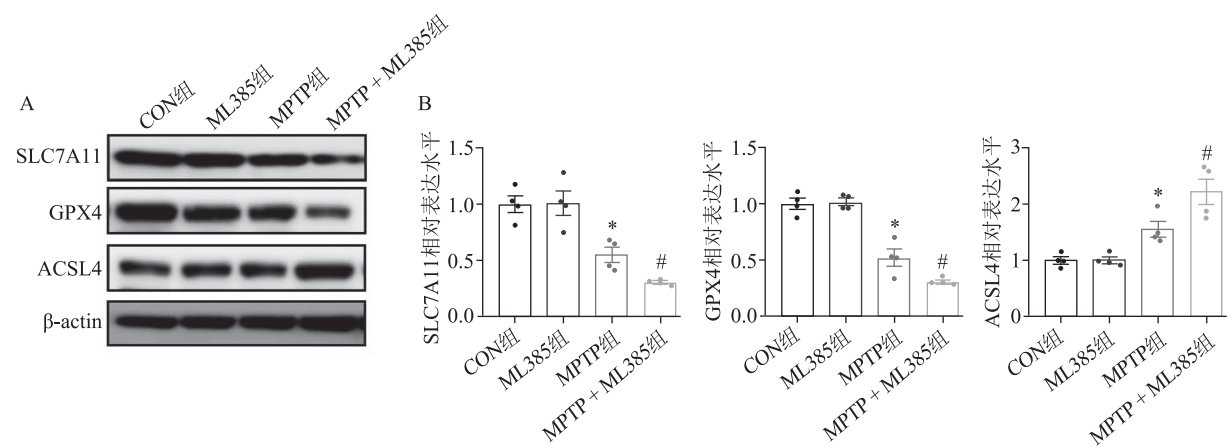 A
CON组
ML385组
MPTP组
MPTP + ML385组
SLC7A11
GPX4
ACSL4
β-actin
B
SLC7A11相对表达水平
1.5
1.0
0.5
0.0
*
#
CON组
ML385组
MPTP组
MPTP + ML385组
GPX4相对表达水平
1.5
1.0
0.5
0.0
*
#
CON组
ML385组
MPTP组
MPTP + ML385组
ACSL4相对表达水平
3
2
1
0
*
#
CON组
ML385组
MPTP组
MPTP + ML385组